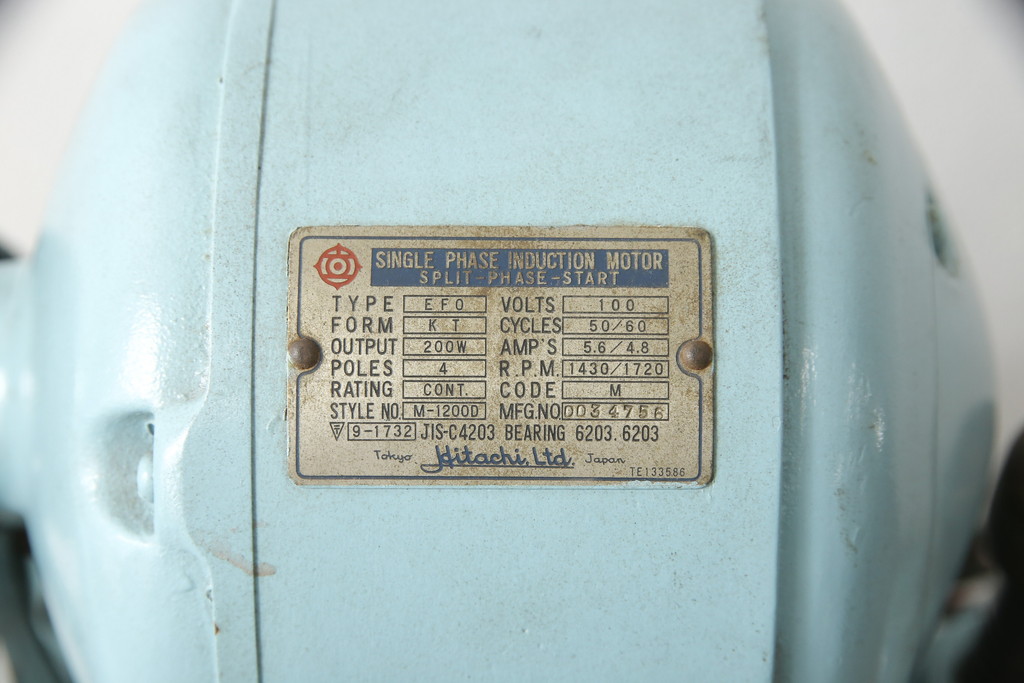 SINGLE PHASE INDUCTION MOTOR
SPLIT-PHASE-START
TYPE EFO VOLTS 100
FORM KT CYCLES 50/60
OUTPUT 200W AMP'S 5.6/4.8
POLES 4 R.P.M. 1430/1720
RATING CONT. CODE M
STYLE NO. M-1200D MFG.NO 0034756
9-1732 JIS-C4203 BEARING 6203.6203
Tokyo Hitachi, Ltd. Japan
TE133586